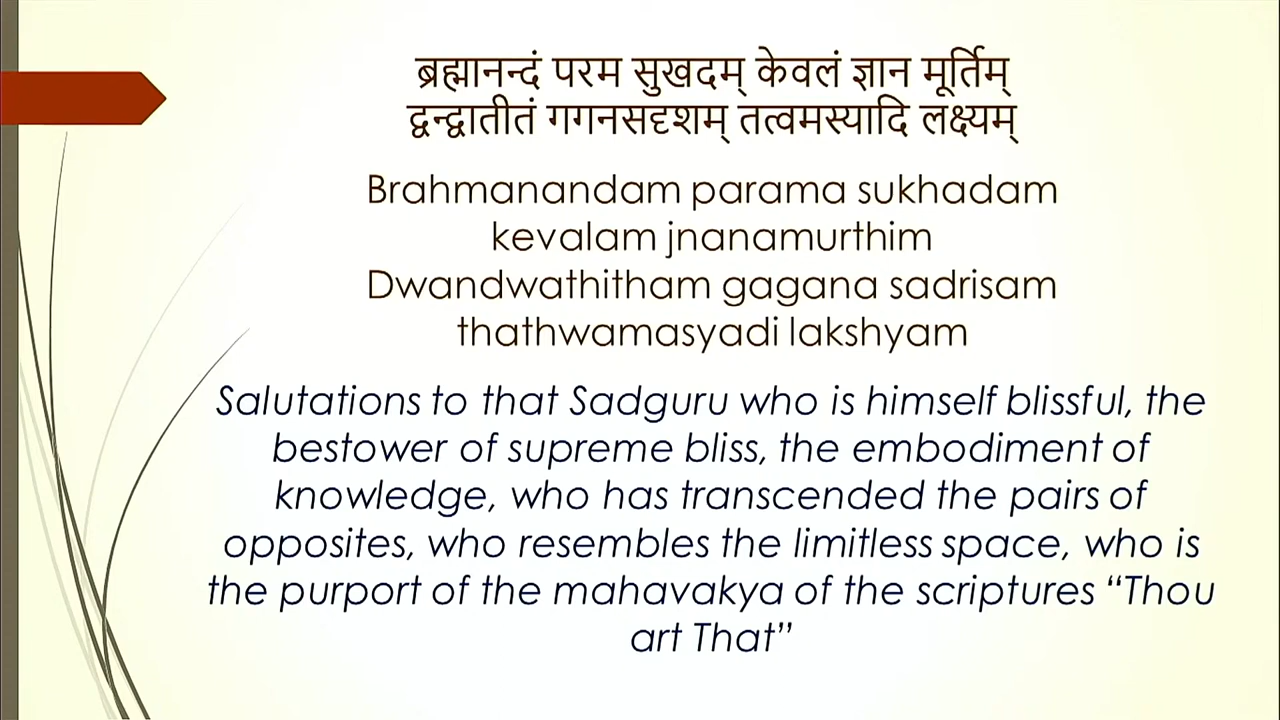 ब्रह्मानन्दं परम सुखदम् केवलं ज्ञान मूर्तिम्
द्वन्द्वातीतं गगनसदृशम् तत्वमस्यादि लक्ष्यम्
Brahmanandam parama sukhadam
kevalam jnanamurthim
Dwandwathitham gagana sadrisam
thathwamasyadi lakshyam
Salutations to that Sadguru who is himself blissful, the
bestower of supreme bliss, the embodiment of
knowledge, who has transcended the pairs of
opposites, who resembles the limitless space, who is
the purport of the mahavakya of the scriptures “Thou
art That”